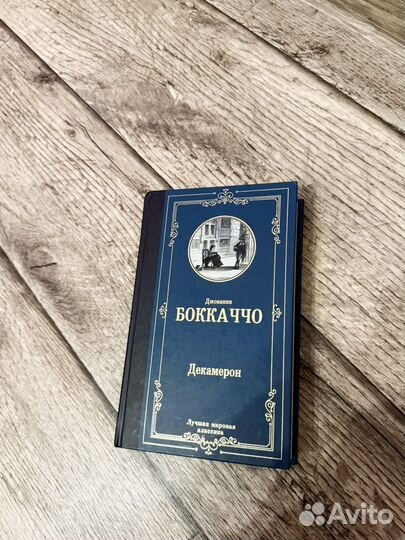 Джованни
БОККАЧЧО
Декамерон
Лучшая мировая
классика
Avito